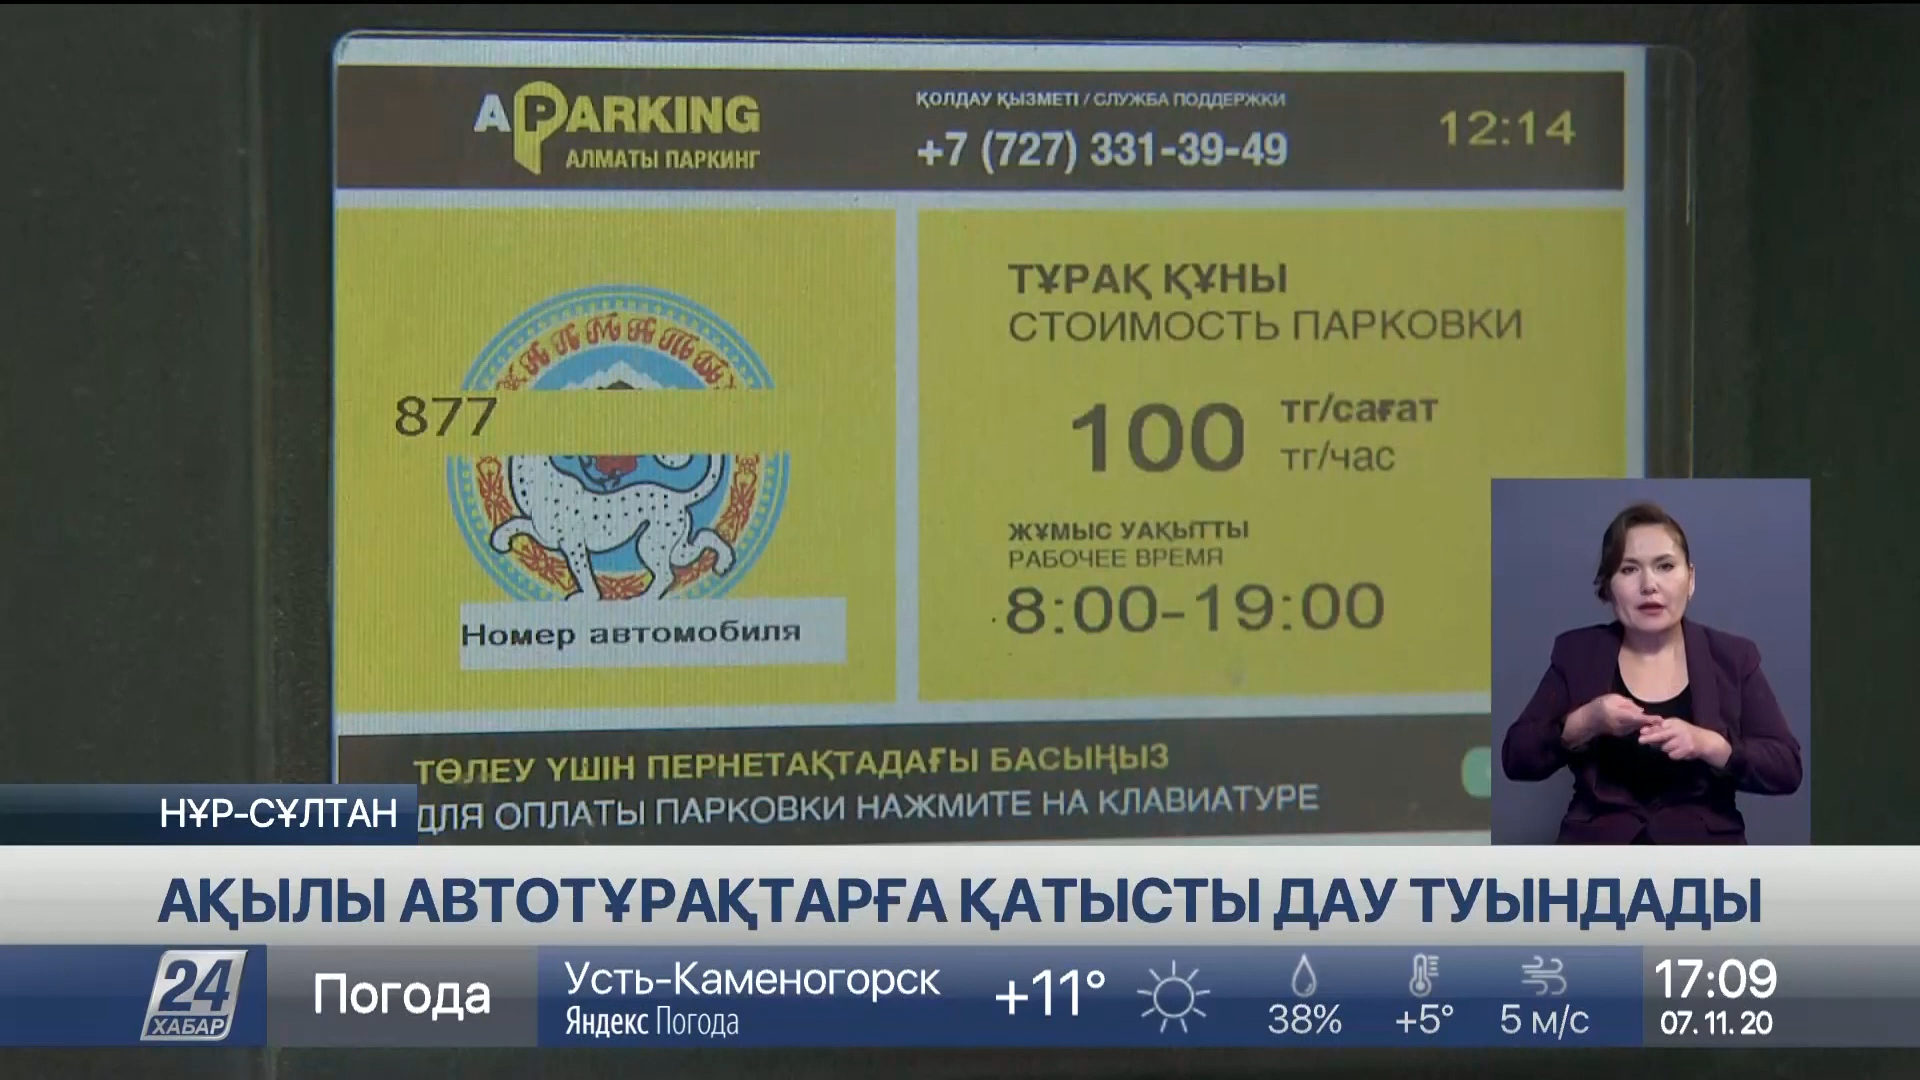 APARKING
АЛМАТЫ ПАРКИНГ
ҚОЛДАУ ҚЫЗМЕТІ / СЛУЖБА ПОДДЕРЖКИ
+7 (727) 331-39-49
12:14
877
Номер автомобиля
ТҰРАҚ ҚҰНЫ
СТОИМОСТЬ ПАРКОВКИ
100
тг/сағат
тг/час
ЖҰМЫС УАҚЫТТЫ
РАБОЧЕЕ ВРЕМЯ
8:00-19:00
ТӨЛЕУ ҮШІН ПЕРНЕТАҚТАДАҒЫ БАСЫҢЫЗ
ДЛЯ ОПЛАТЫ ПАРКОВКИ НАЖМИТЕ НА КЛАВИАТУРЕ
НҰР-СҰЛТАН
АҚЫЛЫ АВТОТҰРАҚТАРҒА ҚАТЫСТЫ ДАУ ТУЫНДАДЫ
24
ХАБАР
Погода
Усть-Каменогорск
Яндекс Погода
+11°
38%
+5°
5 м/с
17:09
07. 11. 20